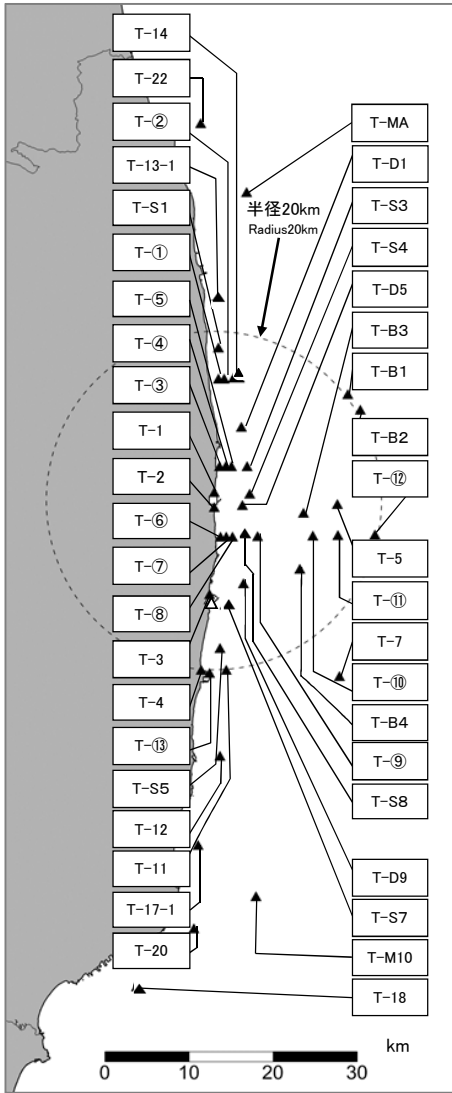 T-14
T-22
T-②
T-13-1
T-S1
T-①
T-⑤
T-④
T-③
T-1
T-2
T-⑥
T-⑦
T-⑧
T-3
T-4
T-⑬
T-S5
T-12
T-11
T-17-1
T-20
半径20km
Radius20km
T-MA
T-D1
T-S3
T-S4
T-D5
T-B3
T-B1
T-B2
T-⑫
T-5
T-⑪
T-7
T-⑩
T-B4
T-⑨
T-S8
T-D9
T-S7
T-M10
T-18
km
0 10 20 30